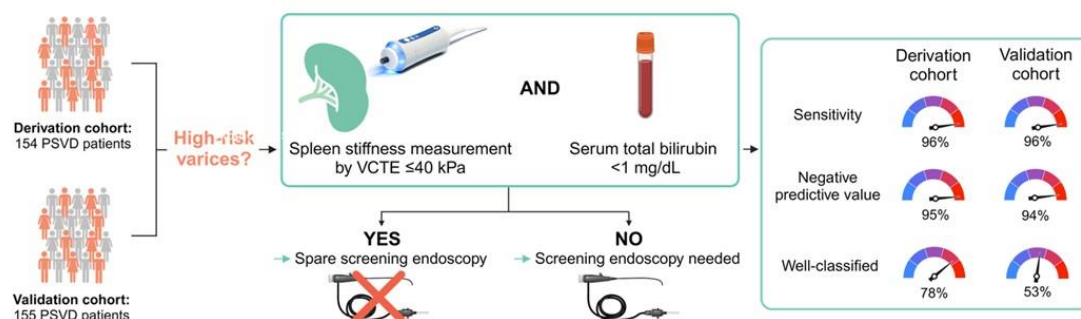 Derivation cohort:
154 PSVD patients
Validation cohort:
155 PSVD patients
High-risk
varices?
Spleen stiffness measurement
by VCTE ≤40 kPa
AND
Serum total bilirubin
<1 mg/dL
YES
Spare screening endoscopy
NO
Screening endoscopy needed
Derivation
cohort
Validation
cohort
Sensitivity
96%
96%
Negative
predictive value
95%
94%
Well-classified
78%
53%